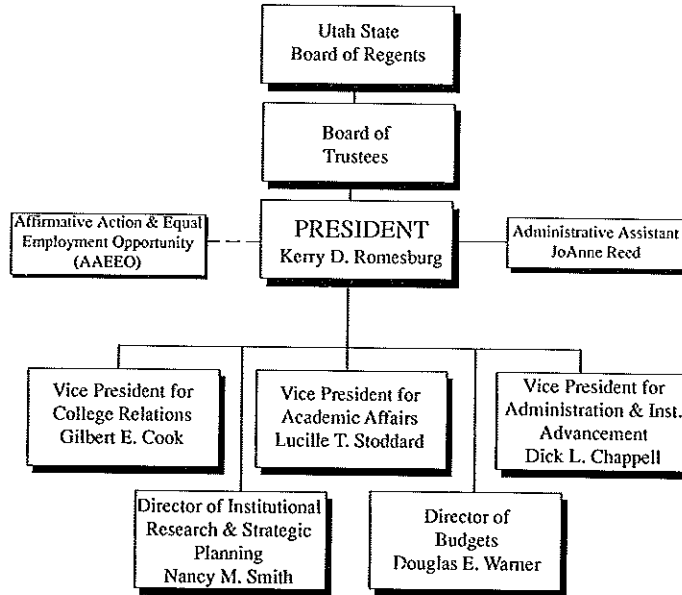 Utah State
Board of Regents
Board of
Trustees
Affirmative Action & Equal
Employment Opportunity
(AAEEO)
PRESIDENT
Kerry D. Romesburg
Administrative Assistant
JoAnne Reed
Vice President for
College Relations
Gilbert E. Cook
Vice President for
Academic Affairs
Lucille T. Stoddard
Vice President for
Administration & Inst.
Advancement
Dick L. Chappell
Director of Institutional
Research & Strategic
Planning
Nancy M. Smith
Director of
Budgets
Douglas E. Warner